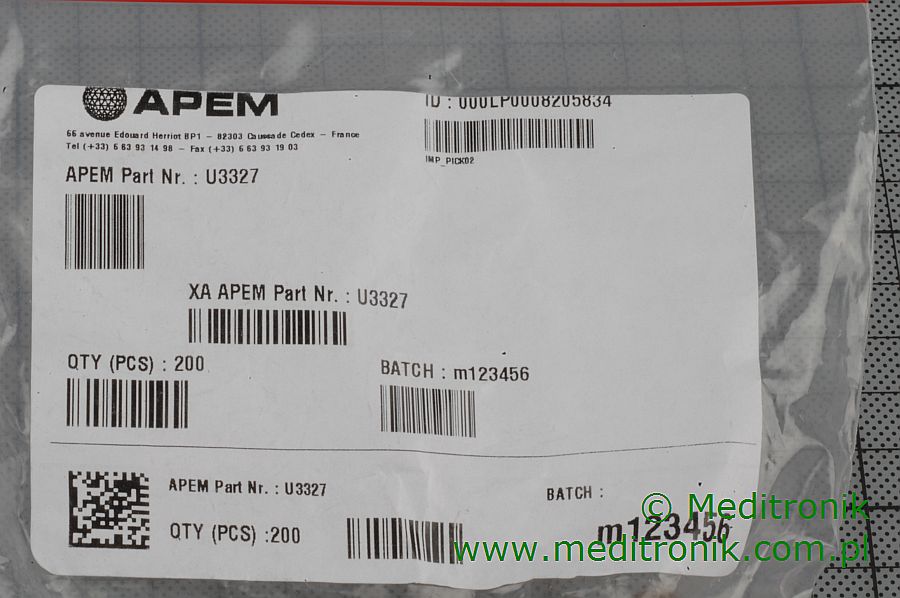 APEM
66 avenue Edouard Herriot BP1 – 82303 Caussade Cedex – France
Tel (+33) 5 63 93 14 98 – Fax (+33) 5 63 93 19 03
ID : 000LP0008205834
IMP_PICK02
APEM Part Nr. : U3327
XA APEM Part Nr. : U3327
QTY (PCS) : 200
BATCH : m123456
APEM Part Nr. : U3327
BATCH :
QTY (PCS) :200
m123456
© Meditronik
www.meditronik.com.pl